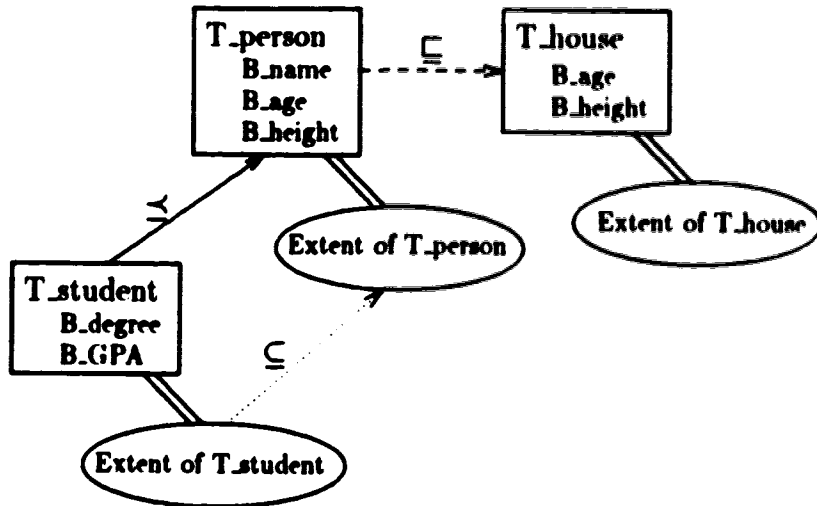 T_person
B_name
B_age
B_height
⊑
T_house
B_age
B_height
⪯
Extent of T_person
Extent of T_house
T_student
B_degree
B_GPA
⊆
Extent of T_student